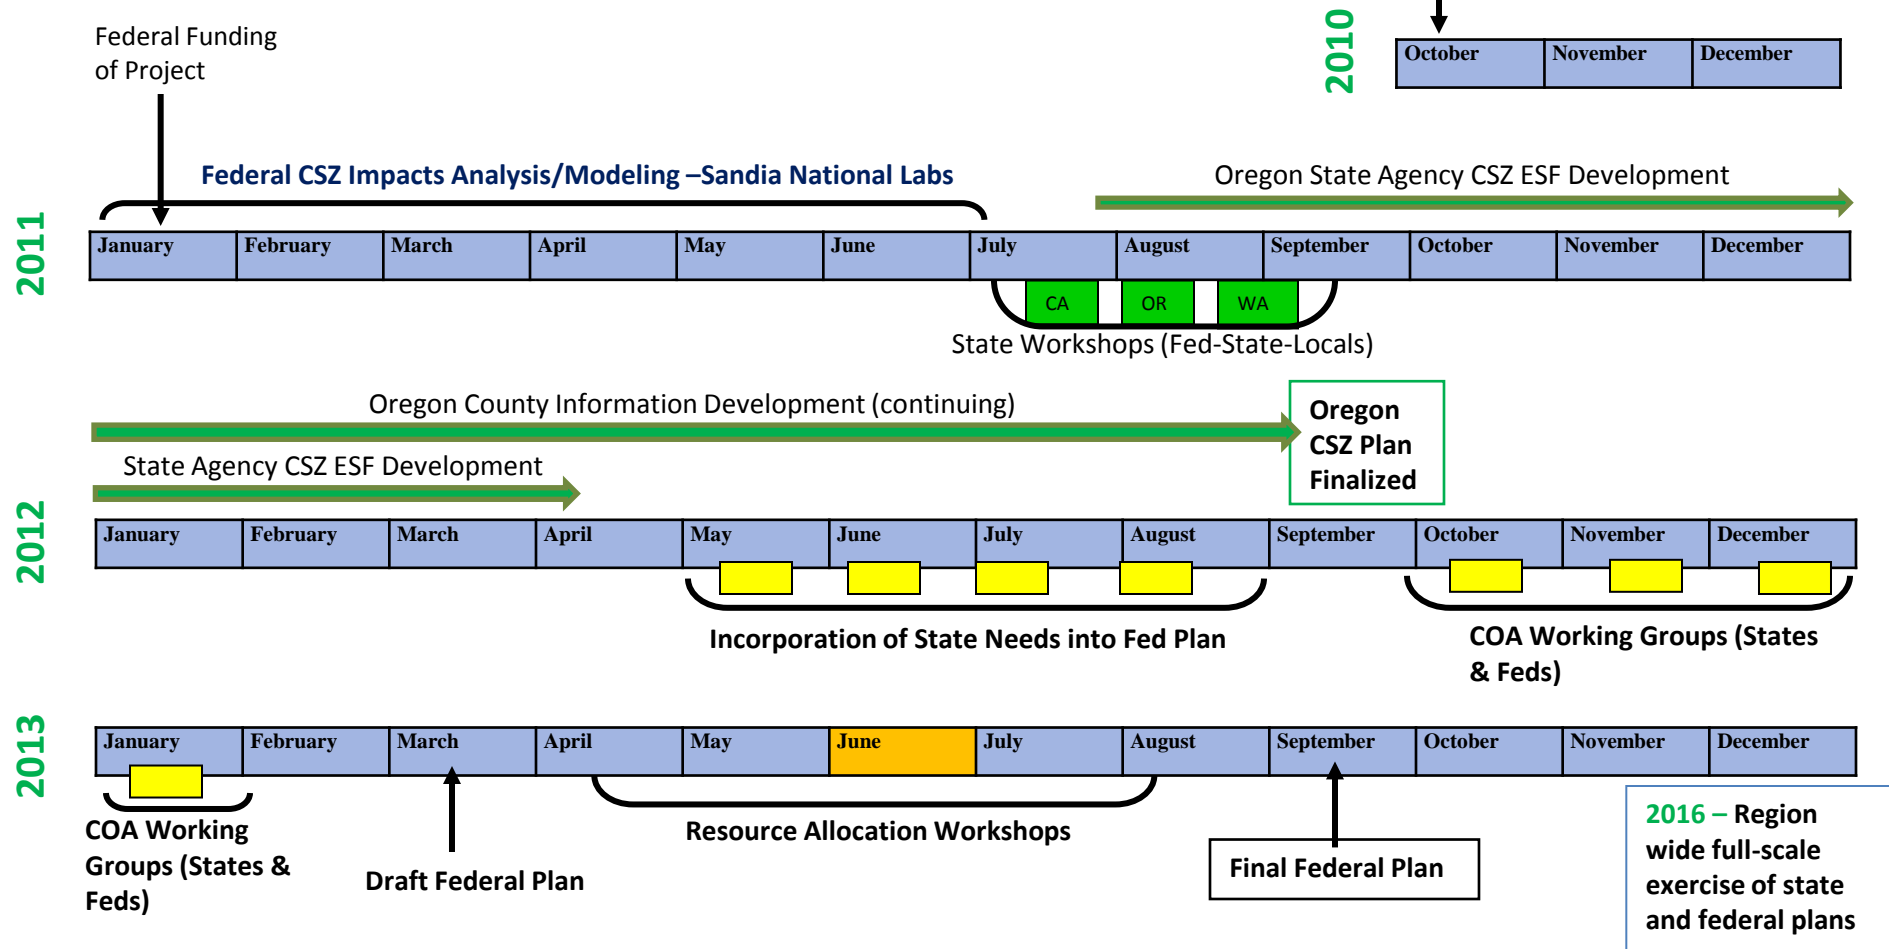 Federal Funding
of Project
2010
October November December
Federal CSZ Impacts Analysis/Modeling –Sandia National Labs
Oregon State Agency CSZ ESF Development
2011
January February March April May June July August September October November December
CA OR WA
State Workshops (Fed-State-Locals)
Oregon County Information Development (continuing)
Oregon
CSZ Plan
Finalized
State Agency CSZ ESF Development
2012
January February March April May June July August September October November December
Incorporation of State Needs into Fed Plan
COA Working Groups (States
& Feds)
2013
January February March April May June July August September October November December
COA Working
Groups (States &
Feds)
Draft Federal Plan
Resource Allocation Workshops
Final Federal Plan
2016 – Region
wide full-scale
exercise of state
and federal plans